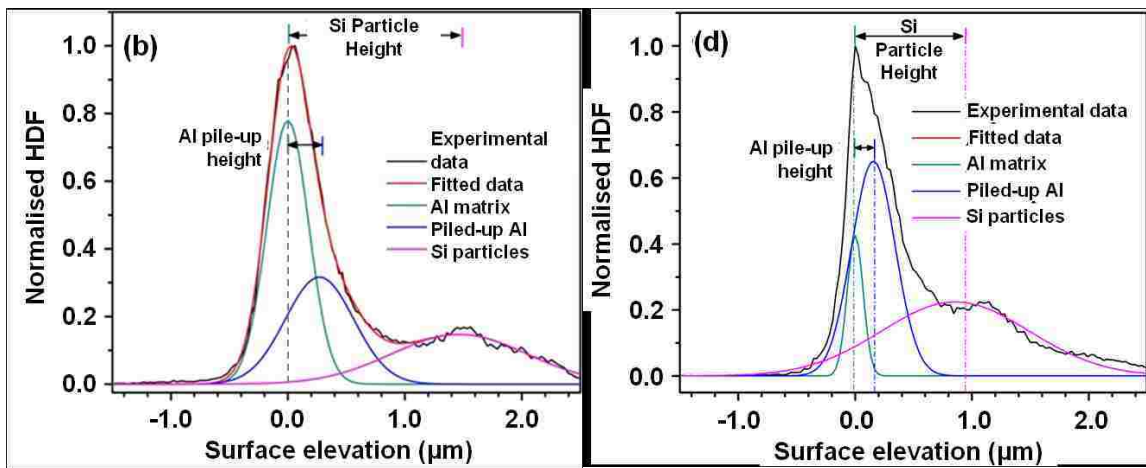 (b)
Si Particle
Height
Al pile-up
height
Experimental
data
Fitted data
Al matrix
Piled-up Al
Si particles
Normalised HDF
1.0
0.8
0.6
0.4
0.2
0.0
-1.0
0.0
1.0
2.0
Surface elevation (μm)
(d)
Si
Particle
Height
Al pile-up
height
Experimental data
Fitted data
Al matrix
Piled-up Al
Si particles
Normalised HDF
1.0
0.8
0.6
0.4
0.2
0.0
-1.0
0.0
1.0
2.0
Surface elevation (μm)